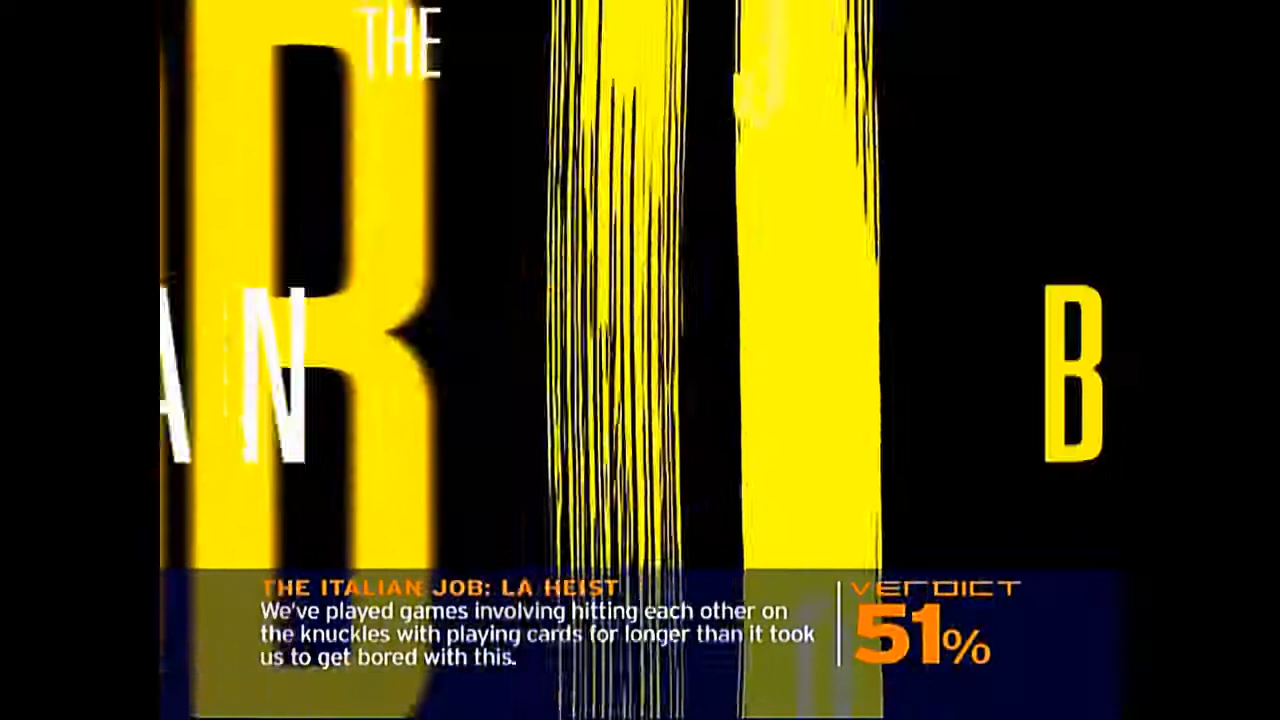 THE
AN
B
THE ITALIAN JOB: LA HEIST
We've played games involving hitting each other on
the knuckles with playing cards for longer than it took
us to get bored with this.
VERDICT
51%